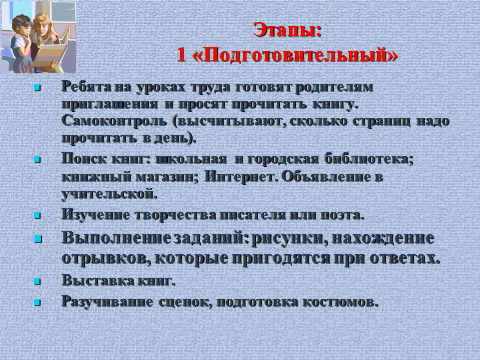 Этапы:
1 «Подготовительный»
Ребята на уроках труда готовят родителям
приглашения и просят прочитать книгу.
Самоконтроль (высчитывают, сколько страниц надо
прочитать в день).
Поиск книг: школьная и городская библиотека;
книжный магазин; Интернет. Объявление в
учительской.
Изучение творчества писателя или поэта.
Выполнение заданий: рисунки, нахождение
отрывков, которые пригодятся при ответах.
Выставка книг.
Разучивание сценок, подготовка костюмов.